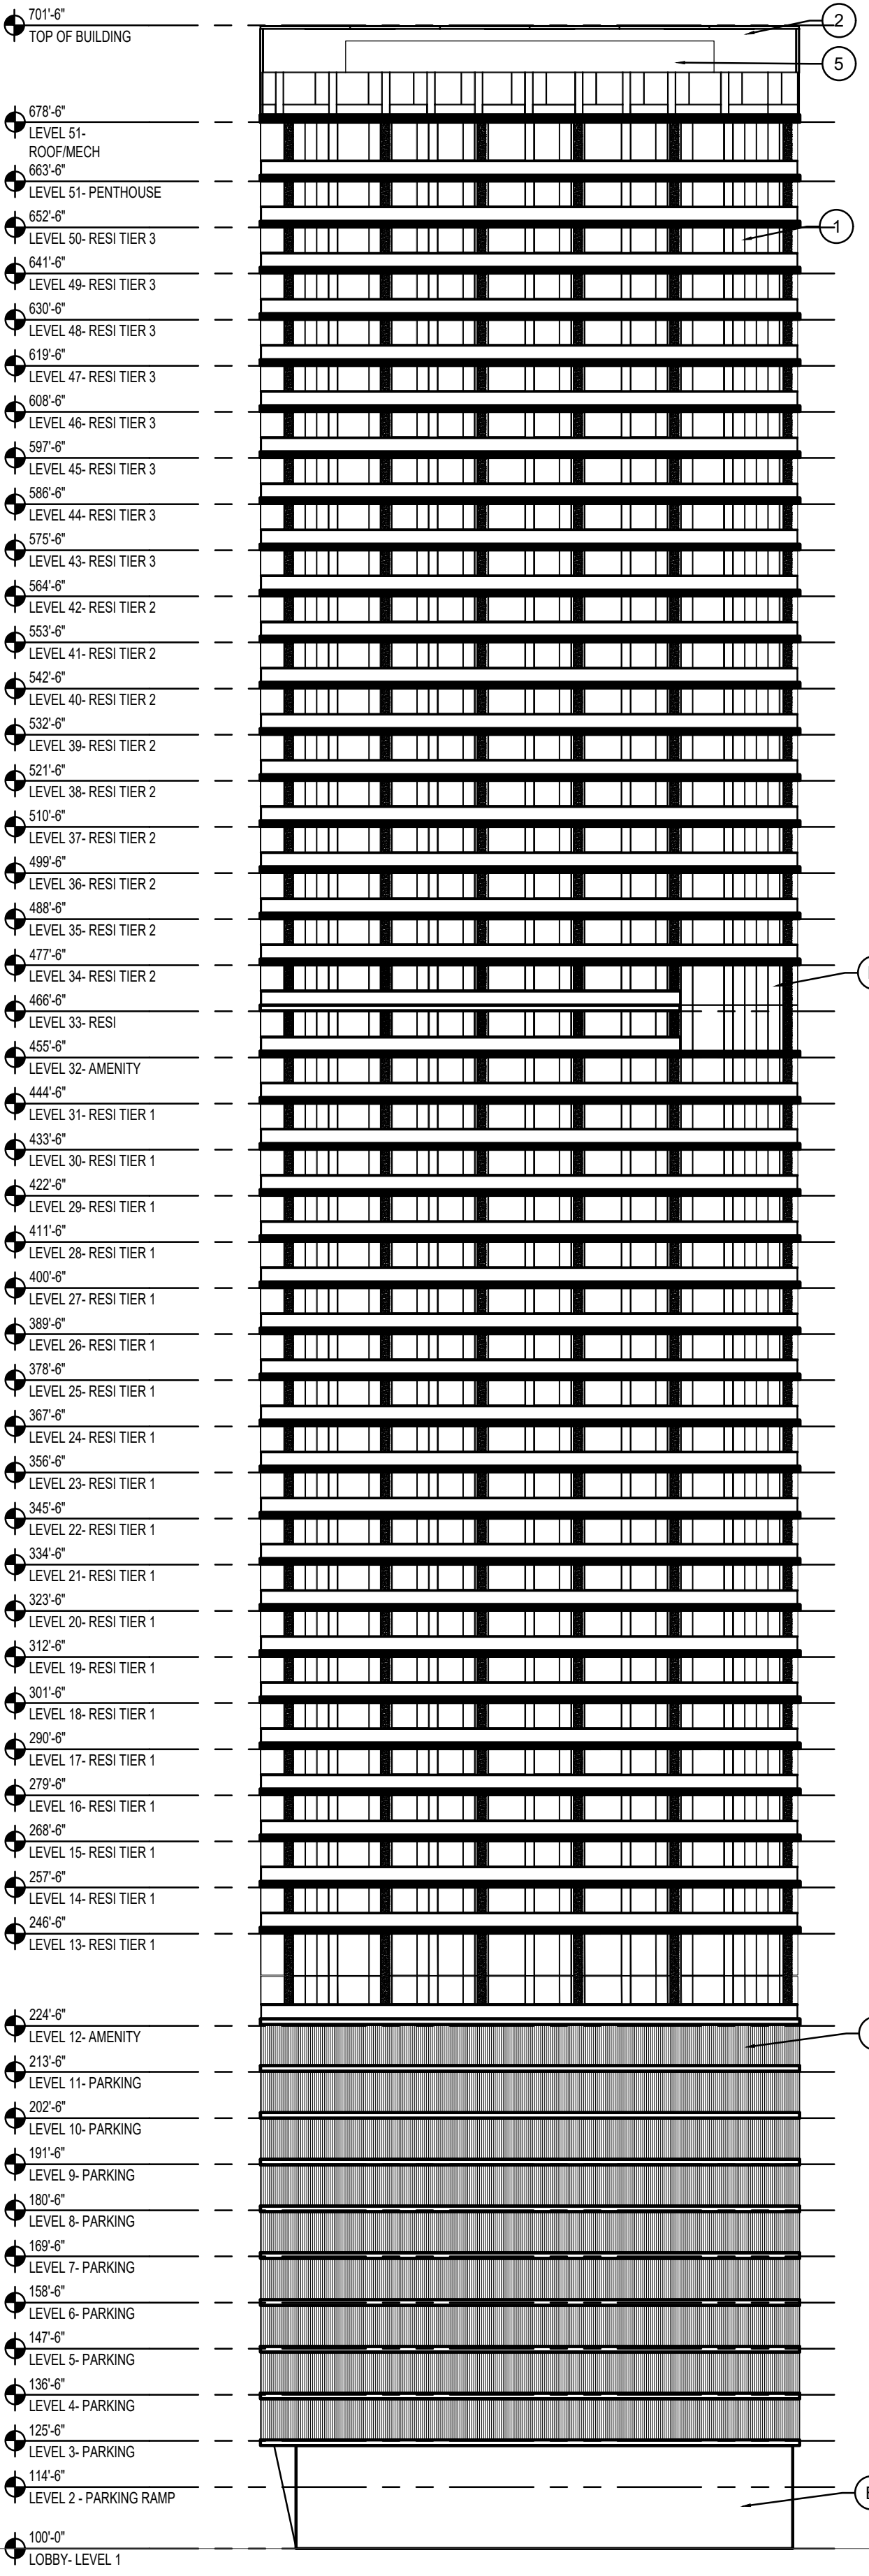 701'-6"
TOP OF BUILDING
2
5
678'-6"
LEVEL 51-
ROOF/MECH
663'-6"
LEVEL 51- PENTHOUSE
652'-6"
LEVEL 50- RESI TIER 3
1
641'-6"
LEVEL 49- RESI TIER 3
630'-6"
LEVEL 48- RESI TIER 3
619'-6"
LEVEL 47- RESI TIER 3
608'-6"
LEVEL 46- RESI TIER 3
597'-6"
LEVEL 45- RESI TIER 3
586'-6"
LEVEL 44- RESI TIER 3
575'-6"
LEVEL 43- RESI TIER 3
564'-6"
LEVEL 42- RESI TIER 2
553'-6"
LEVEL 41- RESI TIER 2
542'-6"
LEVEL 40- RESI TIER 2
532'-6"
LEVEL 39- RESI TIER 2
521'-6"
LEVEL 38- RESI TIER 2
510'-6"
LEVEL 37- RESI TIER 2
499'-6"
LEVEL 36- RESI TIER 2
488'-6"
LEVEL 35- RESI TIER 2
477'-6"
LEVEL 34- RESI TIER 2
466'-6"
LEVEL 33- RESI
455'-6"
LEVEL 32- AMENITY
444'-6"
LEVEL 31- RESI TIER 1
433'-6"
LEVEL 30- RESI TIER 1
422'-6"
LEVEL 29- RESI TIER 1
411'-6"
LEVEL 28- RESI TIER 1
400'-6"
LEVEL 27- RESI TIER 1
389'-6"
LEVEL 26- RESI TIER 1
378'-6"
LEVEL 25- RESI TIER 1
367'-6"
LEVEL 24- RESI TIER 1
356'-6"
LEVEL 23- RESI TIER 1
345'-6"
LEVEL 22- RESI TIER 1
334'-6"
LEVEL 21- RESI TIER 1
323'-6"
LEVEL 20- RESI TIER 1
312'-6"
LEVEL 19- RESI TIER 1
301'-6"
LEVEL 18- RESI TIER 1
290'-6"
LEVEL 17- RESI TIER 1
279'-6"
LEVEL 16- RESI TIER 1
268'-6"
LEVEL 15- RESI TIER 1
257'-6"
LEVEL 14- RESI TIER 1
246'-6"
LEVEL 13- RESI TIER 1
224'-6"
LEVEL 12- AMENITY
213'-6"
LEVEL 11- PARKING
202'-6"
LEVEL 10- PARKING
191'-6"
LEVEL 9- PARKING
180'-6"
LEVEL 8- PARKING
169'-6"
LEVEL 7- PARKING
158'-6"
LEVEL 6- PARKING
147'-6"
LEVEL 5- PARKING
136'-6"
LEVEL 4- PARKING
125'-6"
LEVEL 3- PARKING
114'-6"
LEVEL 2 - PARKING RAMP
100'-0"
LOBBY- LEVEL 1